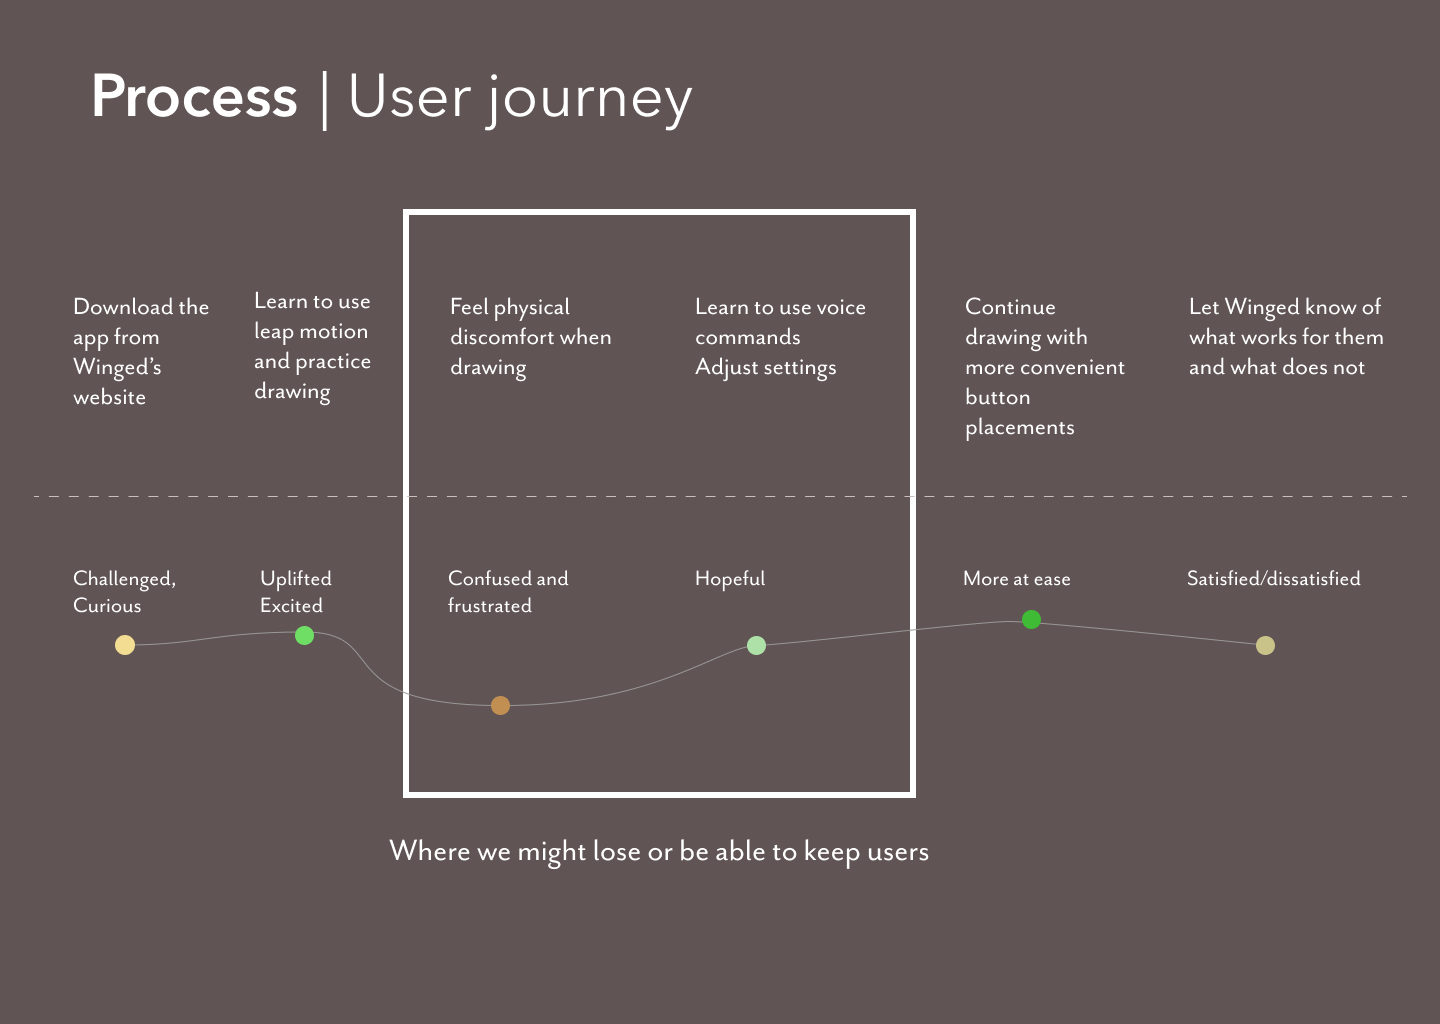 Process | User journey
Download the
app from
Winged's
website
Learn to use
leap motion
and practice
drawing
Feel physical
discomfort when
drawing
Learn to use voice
commands
Adjust settings
Continue
drawing with
more convenient
button
placements
Let Winged know of
what works for them
and what does not
Challenged,
Curious
Uplifted
Excited
Confused and
frustrated
Hopeful
More at ease
Satisfied/dissatisfied
Where we might lose or be able to keep users